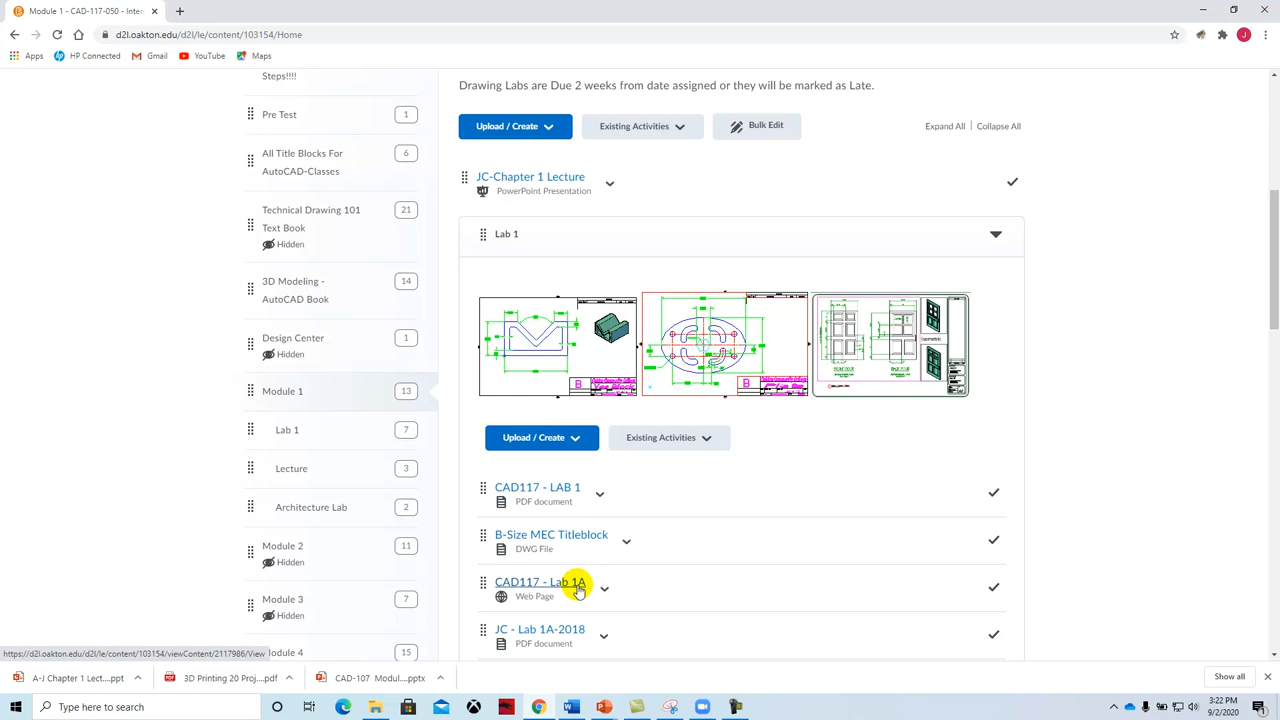 Module 1 - CAD-117-050 - Intern
d2l.oakton.edu/d2l/le/content/103154/Home
Apps
HP Connected
Gmail
YouTube
Maps
Steps!!!!
Pre Test
1
All Title Blocks For
AutoCAD-Classes
6
Technical Drawing 101
Text Book
21
Hidden
3D Modeling -
AutoCAD Book
14
Design Center
1
Hidden
Module 1
13
Lab 1
7
Lecture
3
Architecture Lab
2
Module 2
11
Hidden
Module 3
7
Hidden
Module 4
15
Drawing Labs are Due 2 weeks from date assigned or they will be marked as Late.
Upload / Create
Existing Activities
Bulk Edit
Expand All | Collapse All
JC-Chapter 1 Lecture
PowerPoint Presentation
Lab 1
B
Vee Block
B
Upload / Create
Existing Activities
CAD117 - LAB 1
PDF document
B-Size MEC Titleblock
DWG File
CAD117 - Lab 1A
Web Page
JC - Lab 1A-2018
PDF document
https://d2l.oakton.edu/d2l/le/content/103154/viewContent/2117986/View
A-J Chapter 1 Lect....ppt
3D Printing 20 Proj....pdf
CAD-107 Modul....pptx
Show all
Type here to search
3:22 PM
9/2/2020